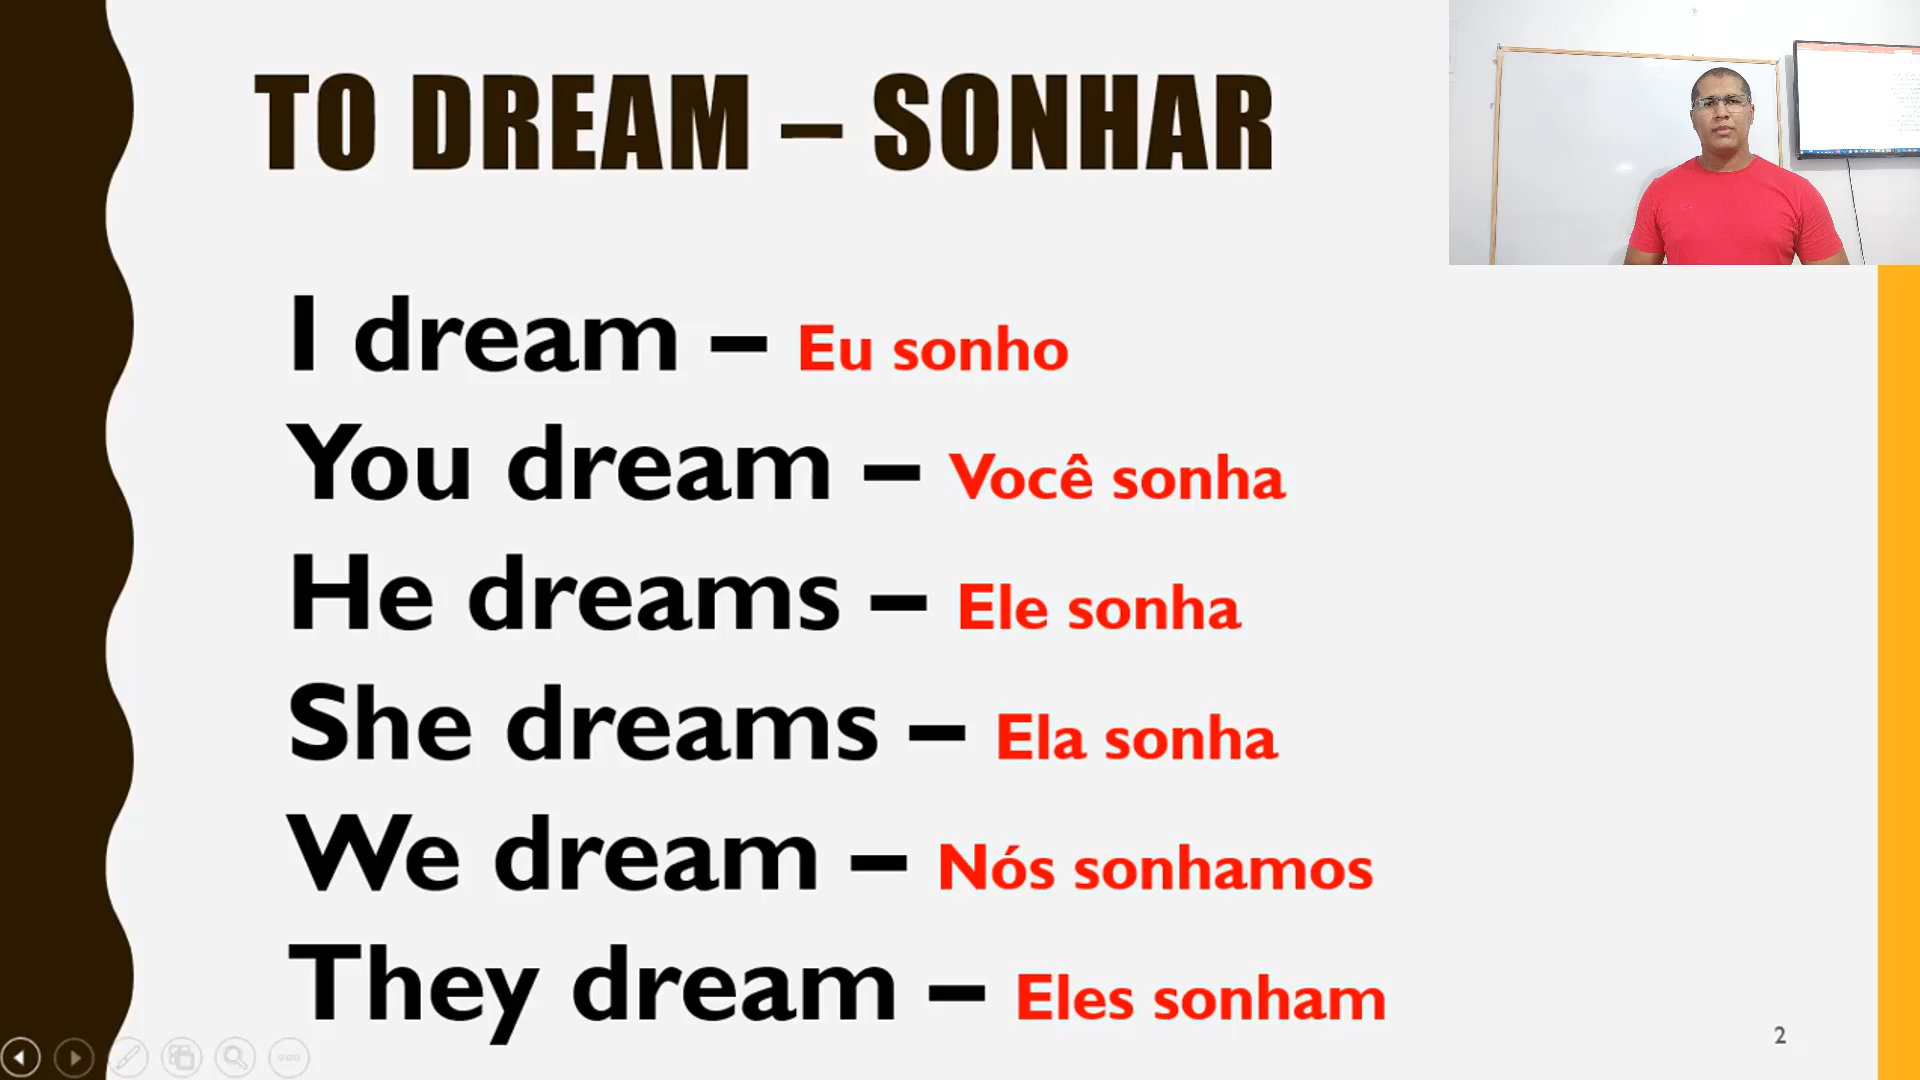 TO DREAM – SONHAR
I dream – Eu sonho
You dream – Você sonha
He dreams – Ele sonha
She dreams – Ela sonha
We dream – Nós sonhamos
They dream – Eles sonham
2